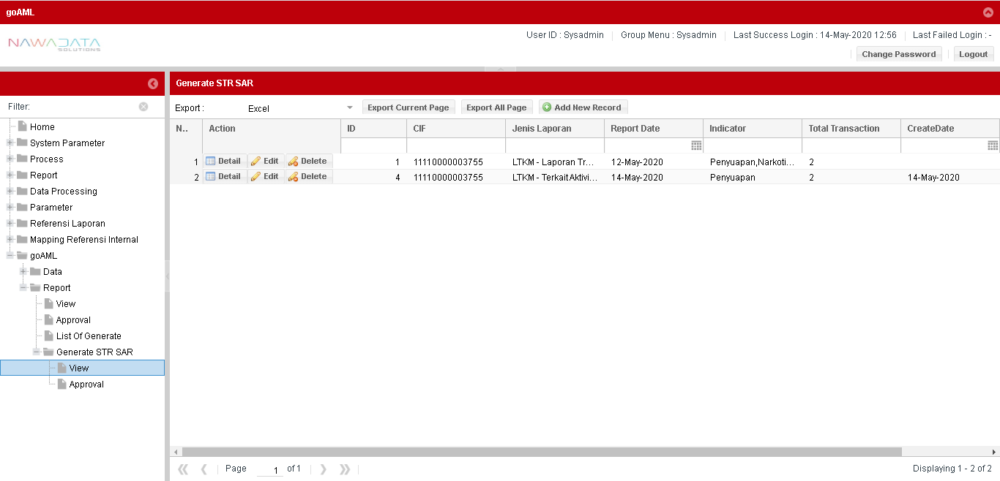 goAML
NAWADATA
SOLUTIONS
User ID : Sysadmin
Group Menu : Sysadmin
Last Success Login : 14-May-2020 12:56
Last Failed Login : -
Change Password
Logout
Filter:
Home
System Parameter
Process
Report
Data Processing
Parameter
Referensi Laporan
Mapping Referensi Internal
goAML
Data
Report
View
Approval
List Of Generate
Generate STR SAR
View
Approval
Generate STR SAR
Export : Excel Export Current Page Export All Page Add New Record
N.. Action ID CIF Jenis Laporan Report Date Indicator Total Transaction CreateDate
1 Detail Edit Delete 1 11110000003755 LTKM - Laporan Tr... 12-May-2020 Penyuapan,Narkoti... 2
2 Detail Edit Delete 4 11110000003755 LTKM - Terkait Aktivi... 14-May-2020 Penyuapan 2 14-May-2020
Page 1 of 1
Displaying 1 - 2 of 2